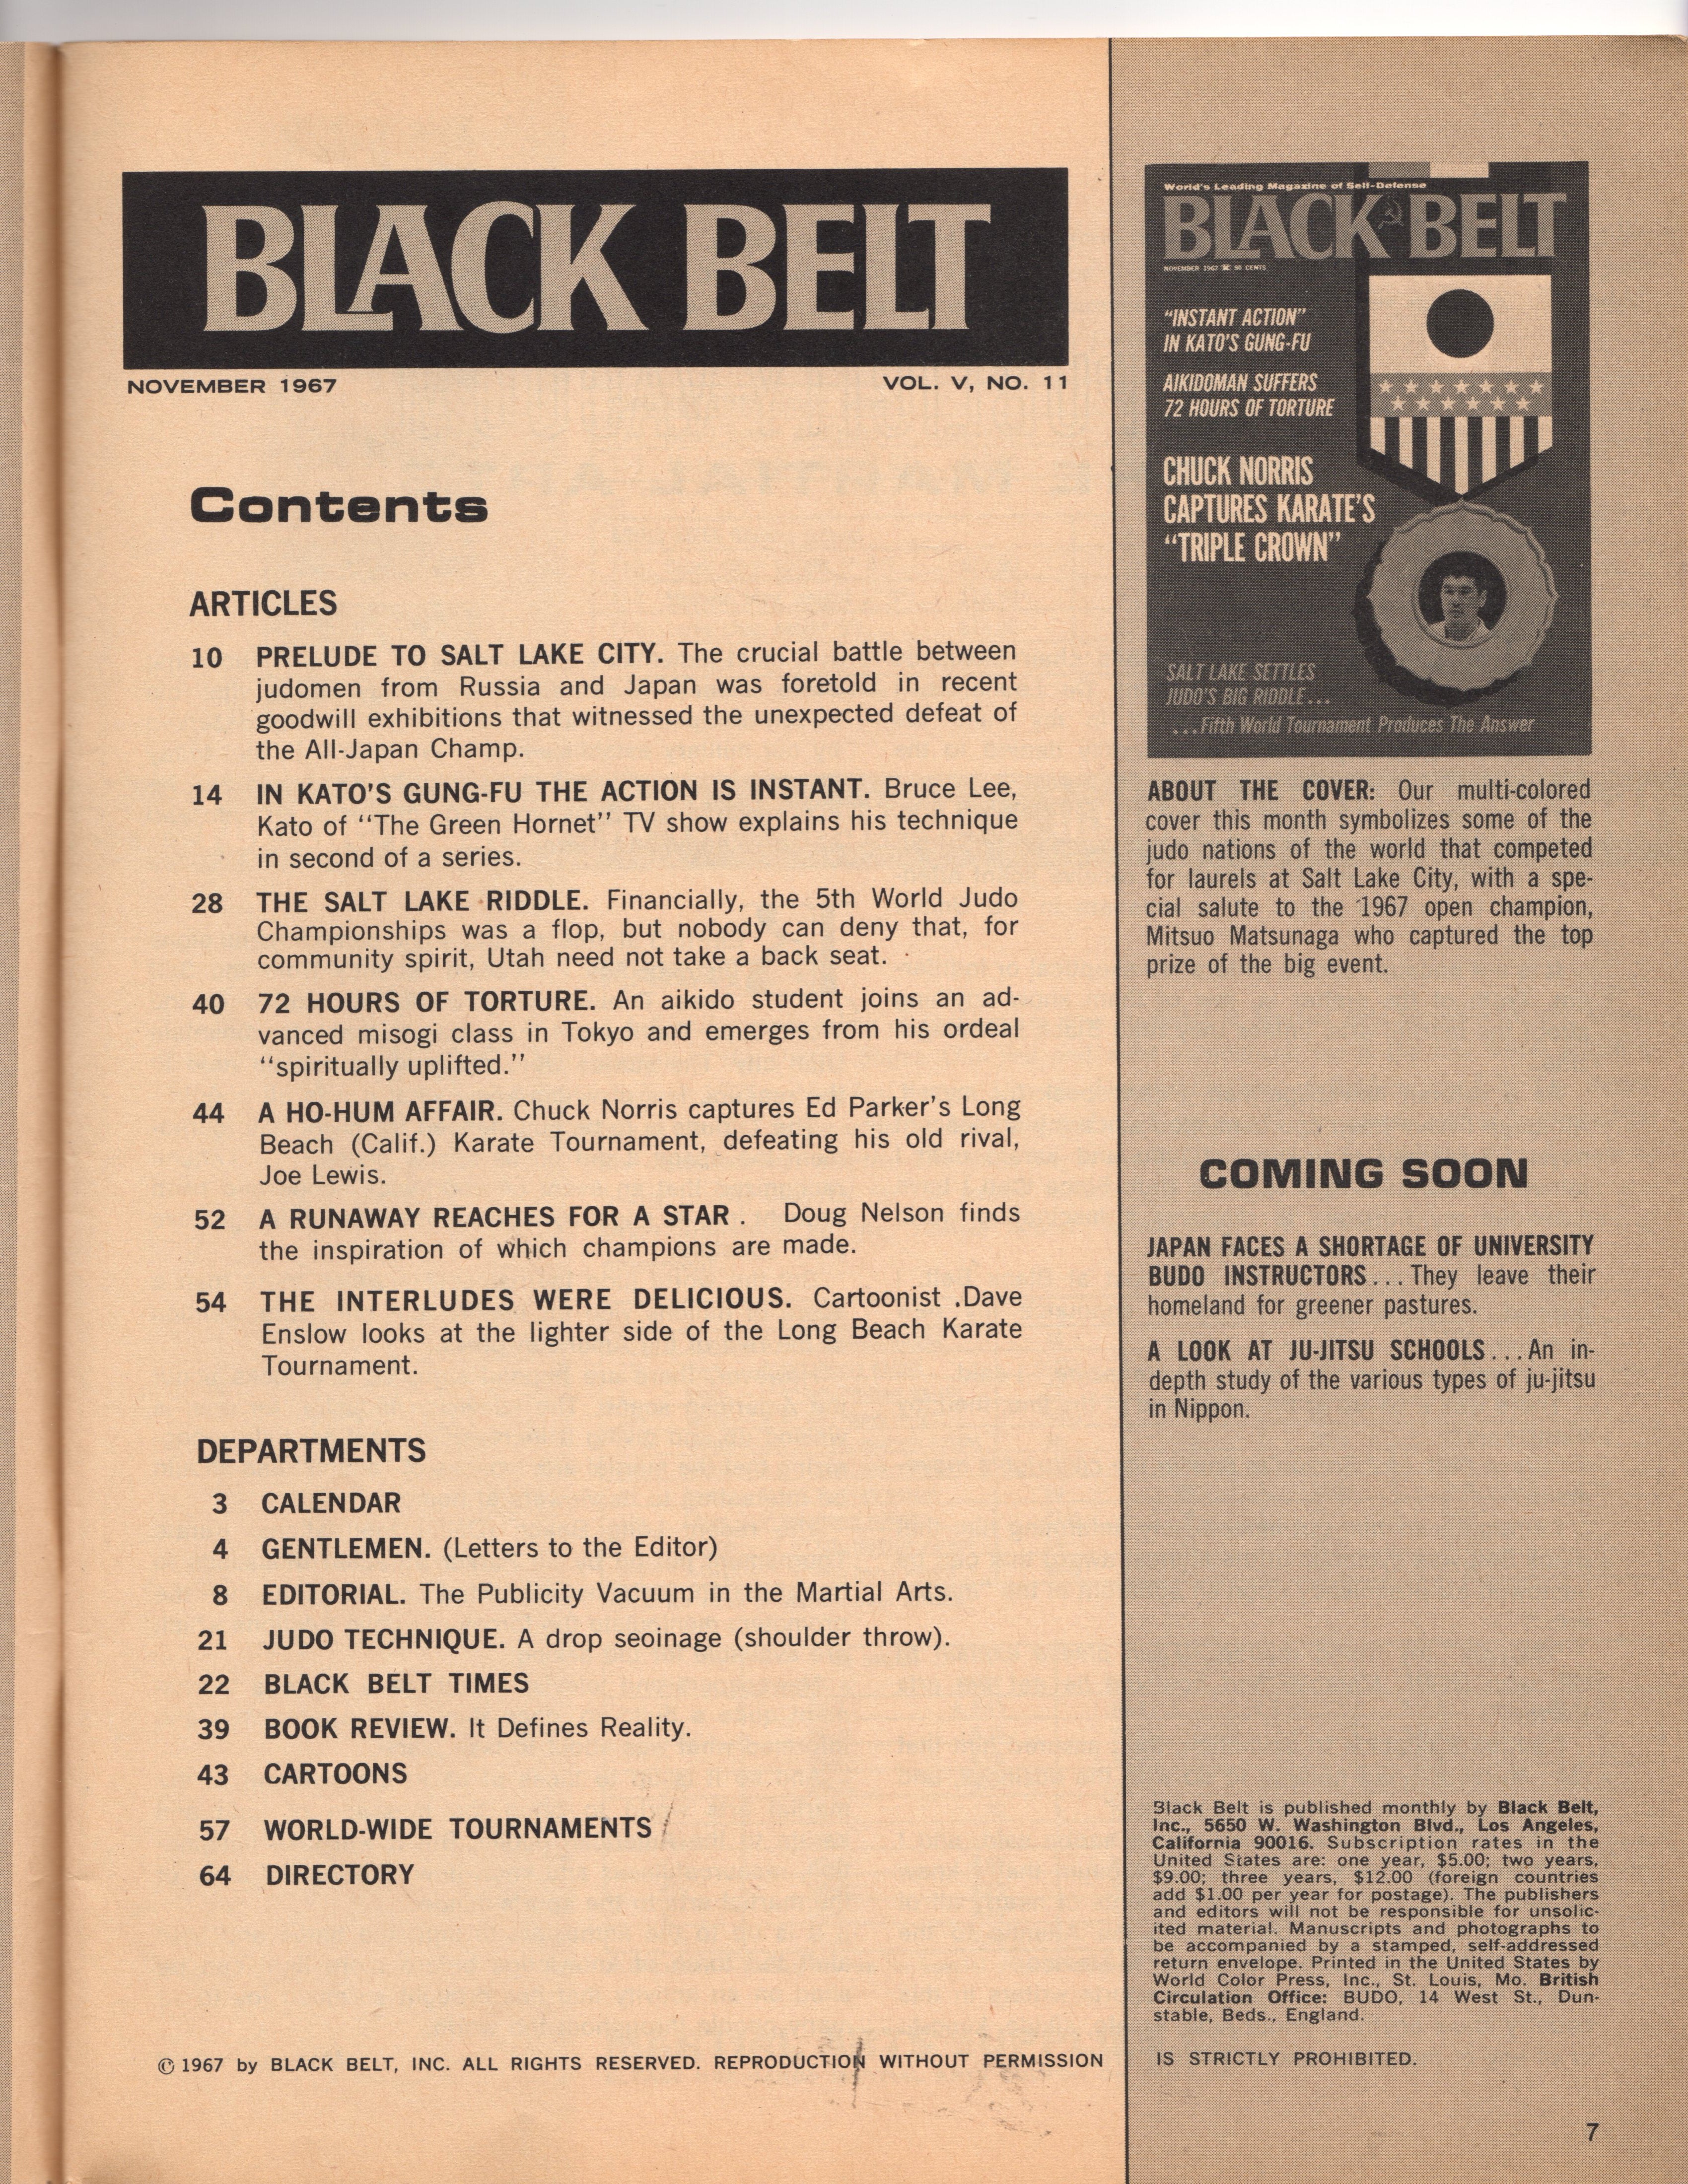 BLACK BELT
NOVEMBER 1967
VOL. V, NO. 11
Contents
ARTICLES
10 PRELUDE TO SALT LAKE CITY. The crucial battle between
judomen from Russia and Japan was foretold in recent
goodwill exhibitions that witnessed the unexpected defeat of
the All-Japan Champ.
14 IN KATO'S GUNG-FU THE ACTION IS INSTANT. Bruce Lee,
Kato of "The Green Hornet" TV show explains his technique
in second of a series.
28 THE SALT LAKE RIDDLE. Financially, the 5th World Judo
Championships was a flop, but nobody can deny that, for
community spirit, Utah need not take a back seat.
40 72 HOURS OF TORTURE. An aikido student joins an ad-
vanced misogi class in Tokyo and emerges from his ordeal
"spiritually uplifted."
44 A HO-HUM AFFAIR. Chuck Norris captures Ed Parker's Long
Beach (Calif.) Karate Tournament, defeating his old rival,
Joe Lewis.
52 A RUNAWAY REACHES FOR A STAR . Doug Nelson finds
the inspiration of which champions are made.
54 THE INTERLUDES WERE DELICIOUS. Cartoonist .Dave
Enslow looks at the lighter side of the Long Beach Karate
Tournament.
DEPARTMENTS
3 CALENDAR
4 GENTLEMEN. (Letters to the Editor)
8 EDITORIAL. The Publicity Vacuum in the Martial Arts.
21 JUDO TECHNIQUE. A drop seoinage (shoulder throw).
22 BLACK BELT TIMES
39 BOOK REVIEW. It Defines Reality.
43 CARTOONS
57 WORLD-WIDE TOURNAMENTS
64 DIRECTORY
World's Leading Magazine of Self-Defense
BLACK BELT
NOVEMBER 1967 50 CENTS
"INSTANT ACTION"
IN KATO'S GUNG-FU
AIKIDOMAN SUFFERS
72 HOURS OF TORTURE
CHUCK NORRIS
CAPTURES KARATE'S
"TRIPLE CROWN"
SALT LAKE SETTLES
JUDO'S BIG RIDDLE...
...Fifth World Tournament Produces The Answer
ABOUT THE COVER: Our multi-colored
cover this month symbolizes some of the
judo nations of the world that competed
for laurels at Salt Lake City, with a spe-
cial salute to the 1967 open champion,
Mitsuo Matsunaga who captured the top
prize of the big event.
COMING SOON
JAPAN FACES A SHORTAGE OF UNIVERSITY
BUDO INSTRUCTORS...They leave their
homeland for greener pastures.
A LOOK AT JU-JITSU SCHOOLS...An in-
depth study of the various types of ju-jitsu
in Nippon.
Black Belt is published monthly by Black Belt,
Inc., 5650 W. Washington Blvd., Los Angeles,
California 90016. Subscription rates in the
United States are: one year, $5.00; two years,
$9.00; three years, $12.00 (foreign countries
add $1.00 per year for postage). The publishers
and editors will not be responsible for unsolic-
ited material. Manuscripts and photographs to
be accompanied by a stamped, self-addressed
return envelope. Printed in the United States by
World Color Press, Inc., St. Louis, Mo. British
Circulation Office: BUDO, 14 West St., Dun-
stable, Beds., England.
© 1967 by BLACK BELT, INC. ALL RIGHTS RESERVED. REPRODUCTION WITHOUT PERMISSION IS STRICTLY PROHIBITED.
7